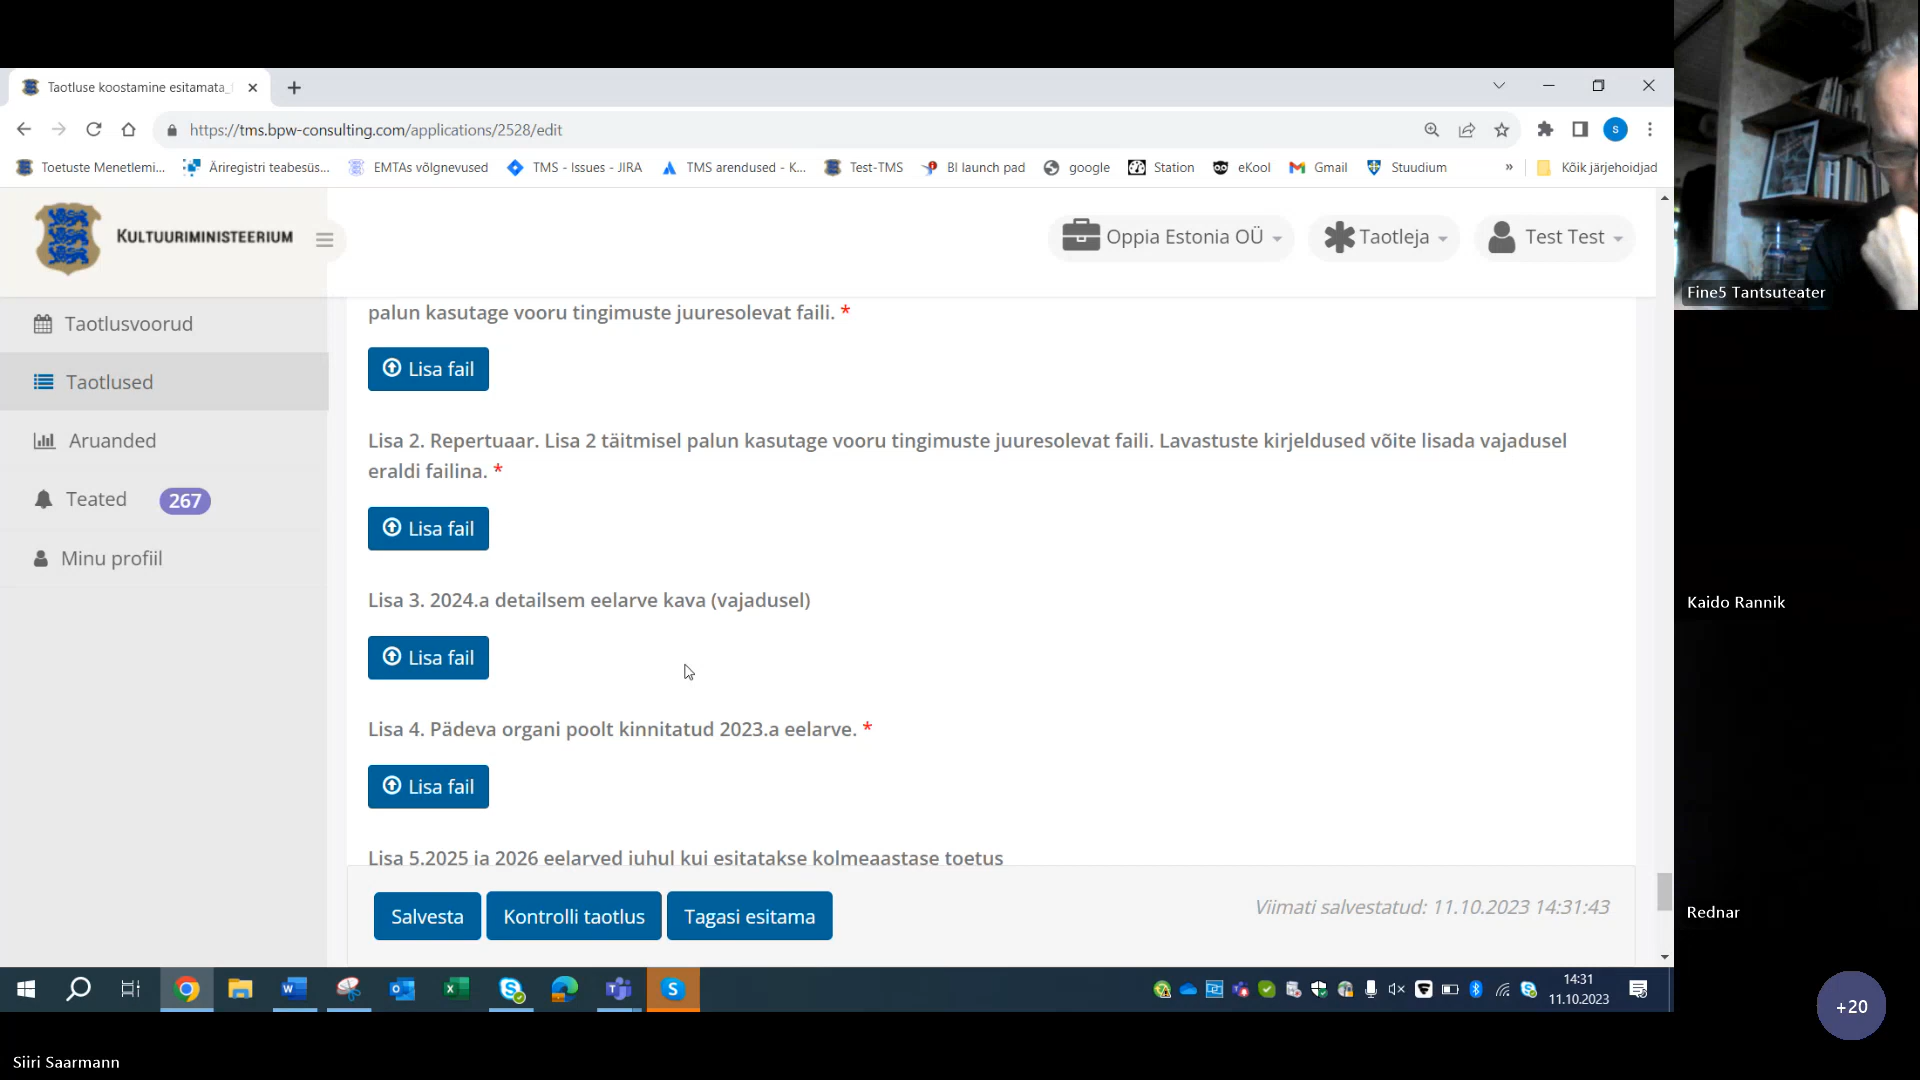 Taotluse koostamine esitamata_
https://tms.bpw-consulting.com/applications/2528/edit
S
Toetuste Menetlemi...
Äriregistri teabesüs...
EMTAs võlgnevused
TMS - Issues - JIRA
TMS arendused - K...
Test-TMS
BI launch pad
google
Station
eKool
Gmail
Stuudium
»
Kõik järjehoidjad
KULTUURIMINISTEERIUM
Oppia Estonia OÜ
Taotleja
Test Test
Taotlusvoorud
Taotlused
Aruanded
Teated 267
Minu profiil
palun kasutage vooru tingimuste juuresolevat faili. *
Lisa fail
Lisa 2. Repertuaar. Lisa 2 täitmisel palun kasutage vooru tingimuste juuresolevat faili. Lavastuste kirjeldused võite lisada vajadusel
eraldi failina. *
Lisa fail
Lisa 3. 2024.a detailsem eelarve kava (vajadusel)
Lisa fail
Lisa 4. Pädeva organi poolt kinnitatud 2023.a eelarve. *
Lisa fail
Lisa 5.2025 ja 2026 eelarved juhul kui esitatakse kolmeaastase toetus
Salvesta
Kontrolli taotlus
Tagasi esitama
Viimati salvestatud: 11.10.2023 14:31:43
14:31
11.10.2023
Fine5 Tantsuteater
Kaido Rannik
Rednar
+20
Siiri Saarmann